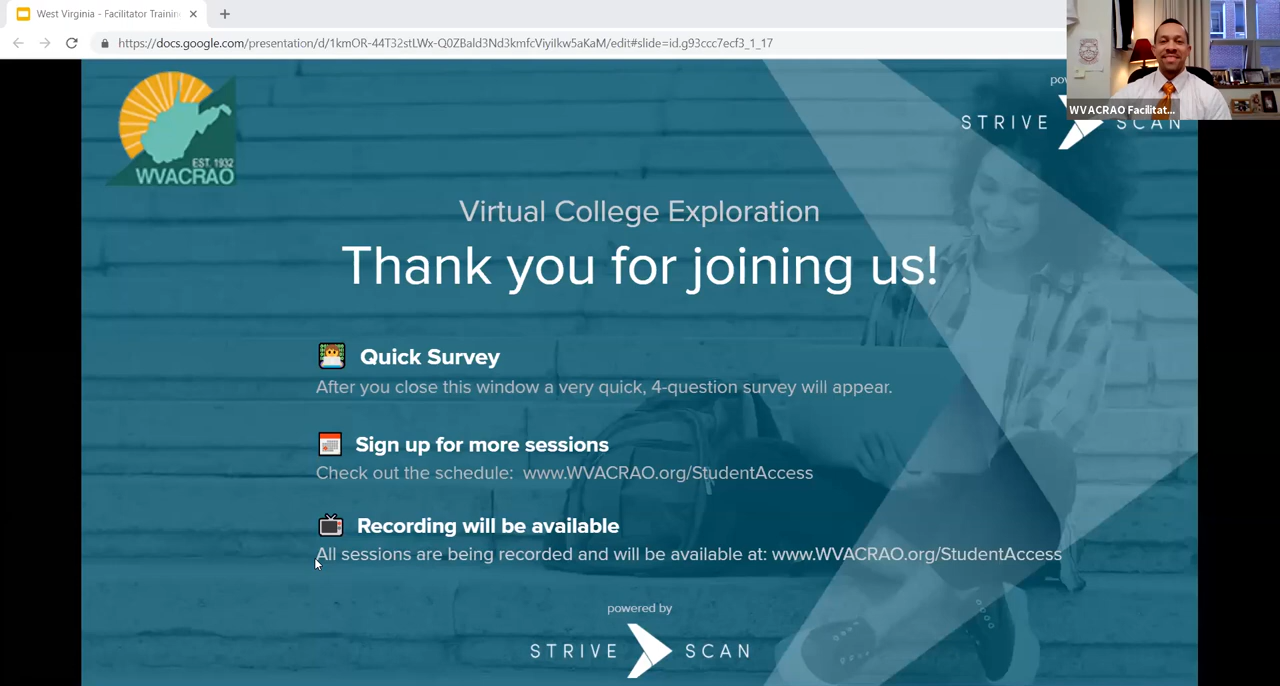 West Virginia - Facilitator Trainin
https://docs.google.com/presentation/d/1kmOR-44T32stLWx-Q0ZBald3Nd3kmfcViyiIkw5aKaM/edit#slide=id.g93ccc7ecf3_1_17
WVACRAO Facilitat...
STRIVE SCAN
EST. 1932
WVACRAO
Virtual College Exploration
Thank you for joining us!
Quick Survey
After you close this window a very quick, 4-question survey will appear.
Sign up for more sessions
Check out the schedule: www.WVACRAO.org/StudentAccess
Recording will be available
All sessions are being recorded and will be available at: www.WVACRAO.org/StudentAccess
powered by
STRIVE SCAN